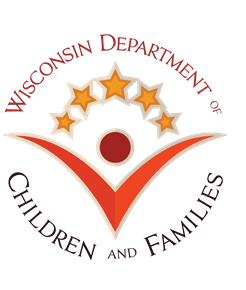 WISCONSIN DEPARTMENT OF
CHILDREN AND FAMILIES